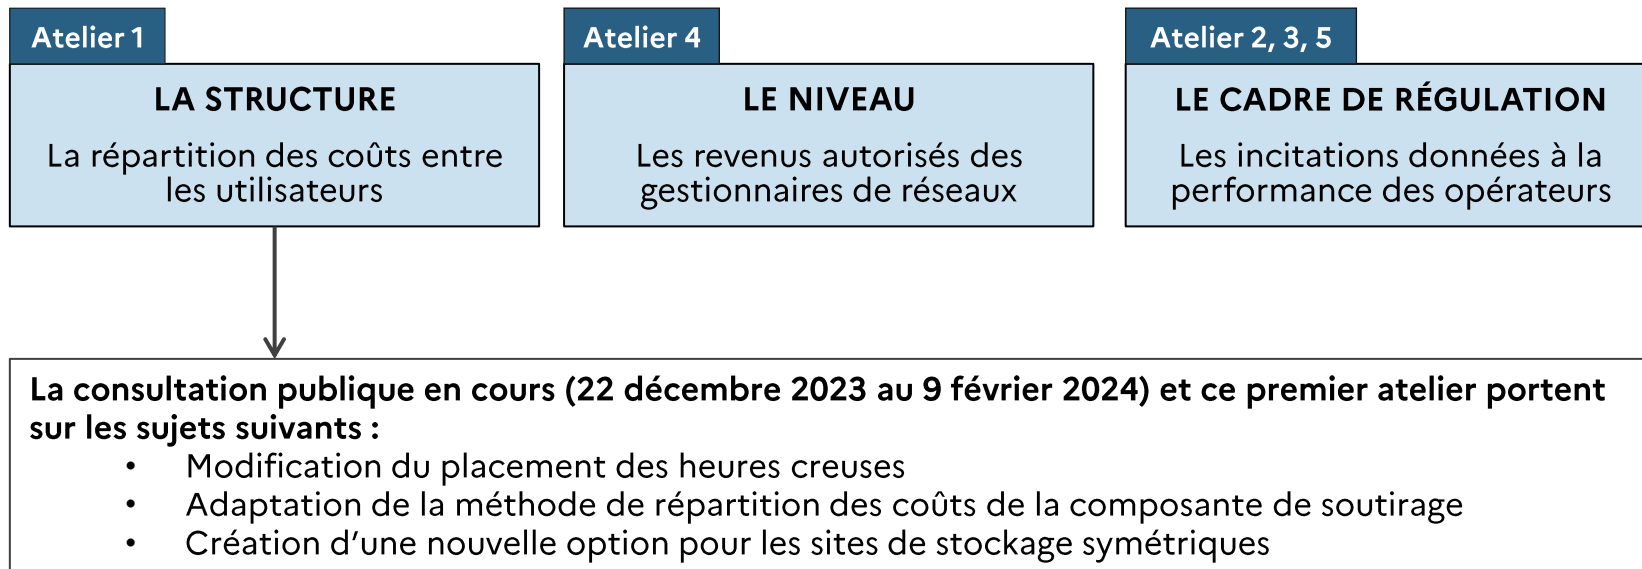 Atelier 1
LA STRUCTURE
La répartition des coûts entre
les utilisateurs
Atelier 4
LE NIVEAU
Les revenus autorisés des
gestionnaires de réseaux
Atelier 2, 3, 5
LE CADRE DE RÉGULATION
Les incitations données à la
performance des opérateurs
La consultation publique en cours (22 décembre 2023 au 9 février 2024) et ce premier atelier portent
sur les sujets suivants :
• Modification du placement des heures creuses
• Adaptation de la méthode de répartition des coûts de la composante de soutirage
• Création d’une nouvelle option pour les sites de stockage symétriques